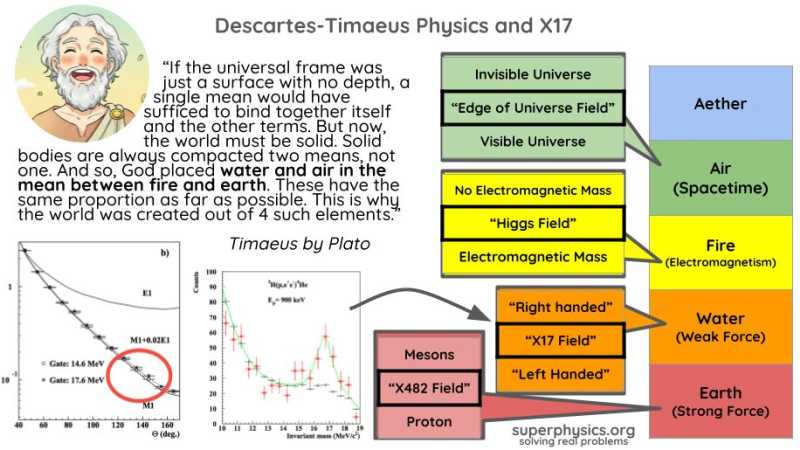 Descartes-Timaeus Physics and X17
“If the universal frame was
just a surface with no depth, a
single mean would have
sufficed to bind together itself
and the other terms. But now,
the world must be solid. Solid
bodies are always compacted two means, not
one. And so, God placed water and air in the
mean between fire and earth. These have the
same proportion as far as possible. This is why
the world was created out of 4 such elements.”
Timaeus by Plato
b)
E1
M1+0.02E1
Gate: 14.6 MeV
Gate: 17.6 MeV
M1
1
10⁻¹
40 60 80 100 120 140 160
Θ (deg.)
³H(p,e⁺e⁻)⁴He
Eₚ= 900 keV
Counts
100
90
80
70
60
50
40
30
20
10
0
10 11 12 13 14 15 16 17 18 19
Invariant mass (MeV/c²)
Invisible Universe
“Edge of Universe Field”
Visible Universe
No Electromagnetic Mass
“Higgs Field”
Electromagnetic Mass
“Right handed”
“X17 Field”
“Left Handed”
Mesons
“X482 Field”
Proton
Aether
Air
(Spacetime)
Fire
(Electromagnetism)
Water
(Weak Force)
Earth
(Strong Force)
superphysics.org
solving real problems